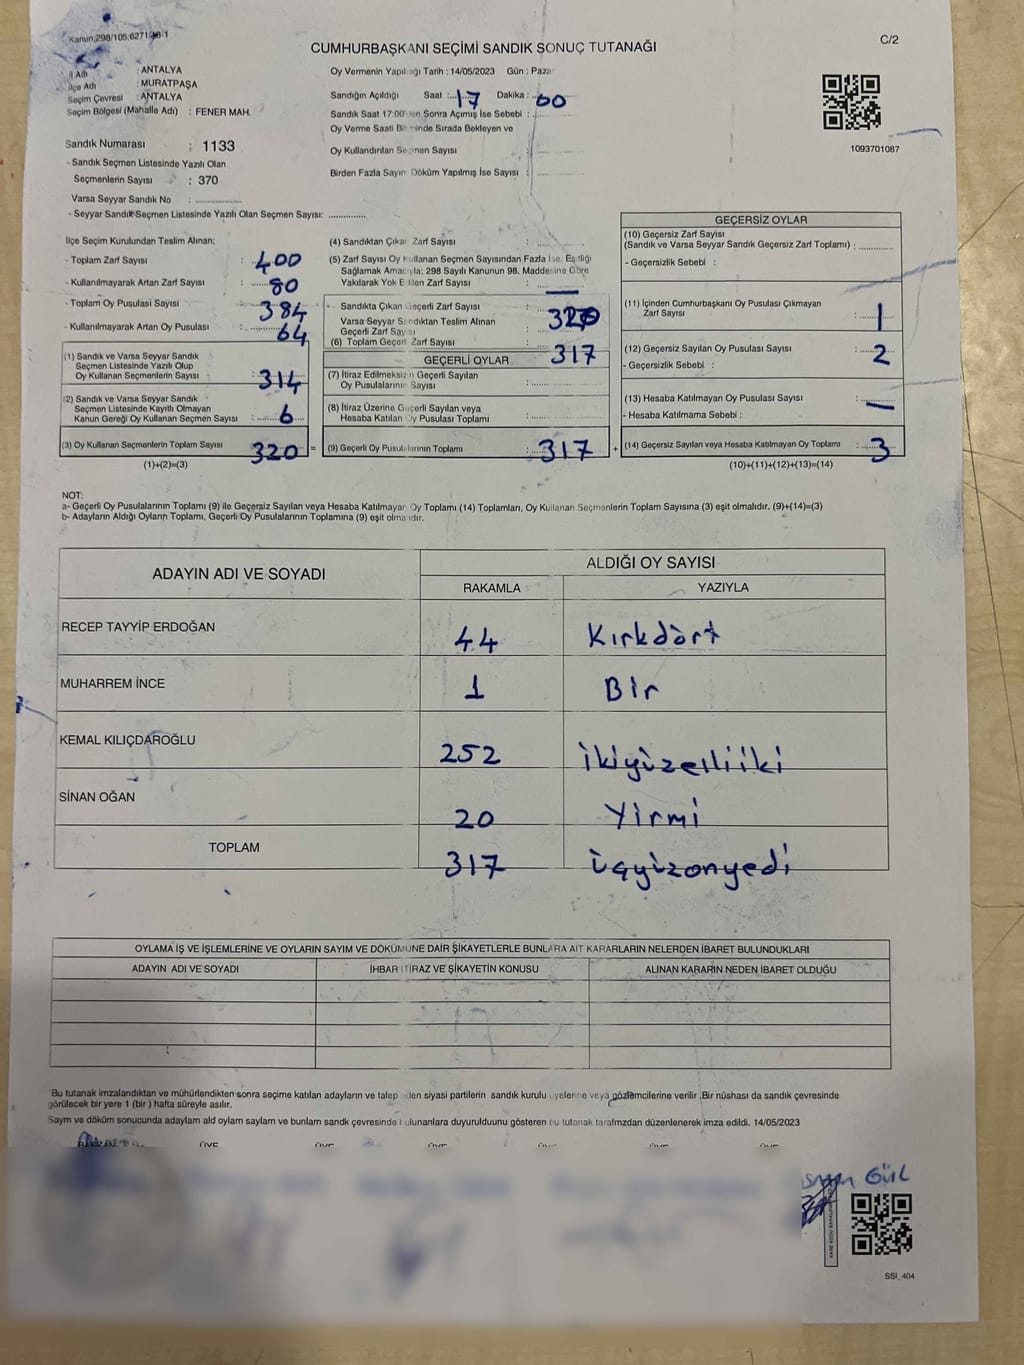 Kanun:298/105;6271/
CUMHURBAŞKANI SEÇİMİ SANDIK SONUÇ TUTANAĞI
C/2
İl Adı : ANTALYA
İlçe Adı : MURATPAŞA
Seçim Çevresi : ANTALYA
Seçim Bölgesi (Mahalle Adı) : FENER MAH.
Sandık Numarası : 1133
- Sandık Seçmen Listesinde Yazılı Olan
Seçmenlerin Sayısı : 370
Varsa Seyyar Sandık No : ..............
- Seyyar Sandık Seçmen Listesinde Yazılı Olan Seçmen Sayısı: ............
Oy Vermenin Yapıldığı Tarih : 14/05/2023 Gün : Pazar
Sandığın Açıldığı Saat : 17 Dakika : 00
Sandık Saat 17:00'den Sonra Açımış İse Sebebi :
Oy Verme Saati Bitiminde Sırada Bekleyen ve
Oy Kullandırılan Seçmen Sayısı :
Birden Fazla Sayım Döküm Yapılmış İse Sayısı :
1093701087
İlçe Seçim Kurulundan Teslim Alınan;
- Toplam Zarf Sayısı : 400
- Kullanılmayarak Artan Zarf Sayısı : 80
- Toplam Oy Pusulası Sayısı : 384
- Kullanılmayarak Artan Oy Pusulası : 64
(1) Sandık ve Varsa Seyyar Sandık
Seçmen Listesinde Yazılı Olup
Oy Kullanan Seçmenlerin Sayısı : 314
(2) Sandık ve Varsa Seyyar Sandık
Seçmen Listesinde Kayıtlı Olmayan
Kanun Gereği Oy Kullanan Seçmen Sayısı : 6
(3) Oy Kullanan Seçmenlerin Toplam Sayısı 320
(1)+(2)=(3)
(4) Sandıktan Çıkan Zarf Sayısı :
(5) Zarf Sayısı Oy Kullanan Seçmen Sayısından Fazla İse, Eşitliği
Sağlamak Amacıyla; 298 Sayılı Kanunun 98. Maddesine Göre
Yakılarak Yok Edilen Zarf Sayısı : —
Sandıkta Çıkan Geçerli Zarf Sayısı : 320
Varsa Seyyar Sandıktan Teslim Alınan
Geçerli Zarf Sayısı :
(6) Toplam Geçerli Zarf Sayısı : 317
GEÇERLİ OYLAR
(7) İtiraz Edilmeksizin Geçerli Sayılan
Oy Pusulalarının Sayısı :
(8) İtiraz Üzerine Geçerli Sayılan veya
Hesaba Katılan Oy Pusulası Toplamı :
= (9) Geçerli Oy Pusulalarının Toplamı : 317
GEÇERSİZ OYLAR
(10) Geçersiz Zarf Sayısı
(Sandık ve Varsa Seyyar Sandık Geçersiz Zarf Toplamı) : ............
- Geçersizlik Sebebi :
(11) İçinden Cumhurbaşkanı Oy Pusulası Çıkmayan
Zarf Sayısı : 1
(12) Geçersiz Sayılan Oy Pusulası Sayısı : 2
- Geçersizlik Sebebi :
(13) Hesaba Katılmayan Oy Pusulası Sayısı : —
- Hesaba Katılmama Sebebi :
+ (14) Geçersiz Sayılan veya Hesaba Katılmayan Oy Toplamı : 3
(10)+(11)+(12)+(13)=(14)
NOT:
a- Geçerli Oy Pusulalarının Toplamı (9) ile Geçersiz Sayılan veya Hesaba Katılmayan Oy Toplamı (14) Toplamları, Oy Kullanan Seçmenlerin Toplam Sayısına (3) eşit olmalıdır. (9)+(14)=(3)
b- Adayların Aldığı Oyların Toplamı, Geçerli Oy Pusulalarının Toplamına (9) eşit olmalıdır.
ADAYIN ADI VE SOYADI
ALDIĞI OY SAYISI
RAKAMLA YAZIYLA
RECEP TAYYİP ERDOĞAN 44 Kırkdört
MUHARREM İNCE 1 Bir
KEMAL KILIÇDAROĞLU 252 ikiyüzelliiki
SİNAN OĞAN 20 Yirmi
TOPLAM 317 üçyüzonyedi
OYLAMA İŞ VE İŞLEMLERİNE VE OYLARIN SAYIM VE DÖKÜMÜNE DAİR ŞİKAYETLERLE BUNLARA AİT KARARLARIN NELERDEN İBARET BULUNDUKLARI
ADAYIN ADI VE SOYADI İHBAR İTİRAZ VE ŞİKAYETİN KONUSU ALINAN KARARIN NEDEN İBARET OLDUĞU
*Bu tutanak imzalandıktan ve mühürlendikten sonra seçime katılan adayların ve talep eden siyasi partilerin sandık kurulu üyelerine veya gözlemcilerine verilir .Bir nüshası da sandık çevresinde
görülecek bir yere 1 (bir ) hafta süreyle asılır.
Sayım ve döküm sonucunda adaylam ald oylam saylam ve bunlam sandk çevresinde bulunanlara duyurulduunu gösteren bu tutanak tarafmzdan düzenlenerek imza edildi. 14/05/2023
GÜL
SSI_404